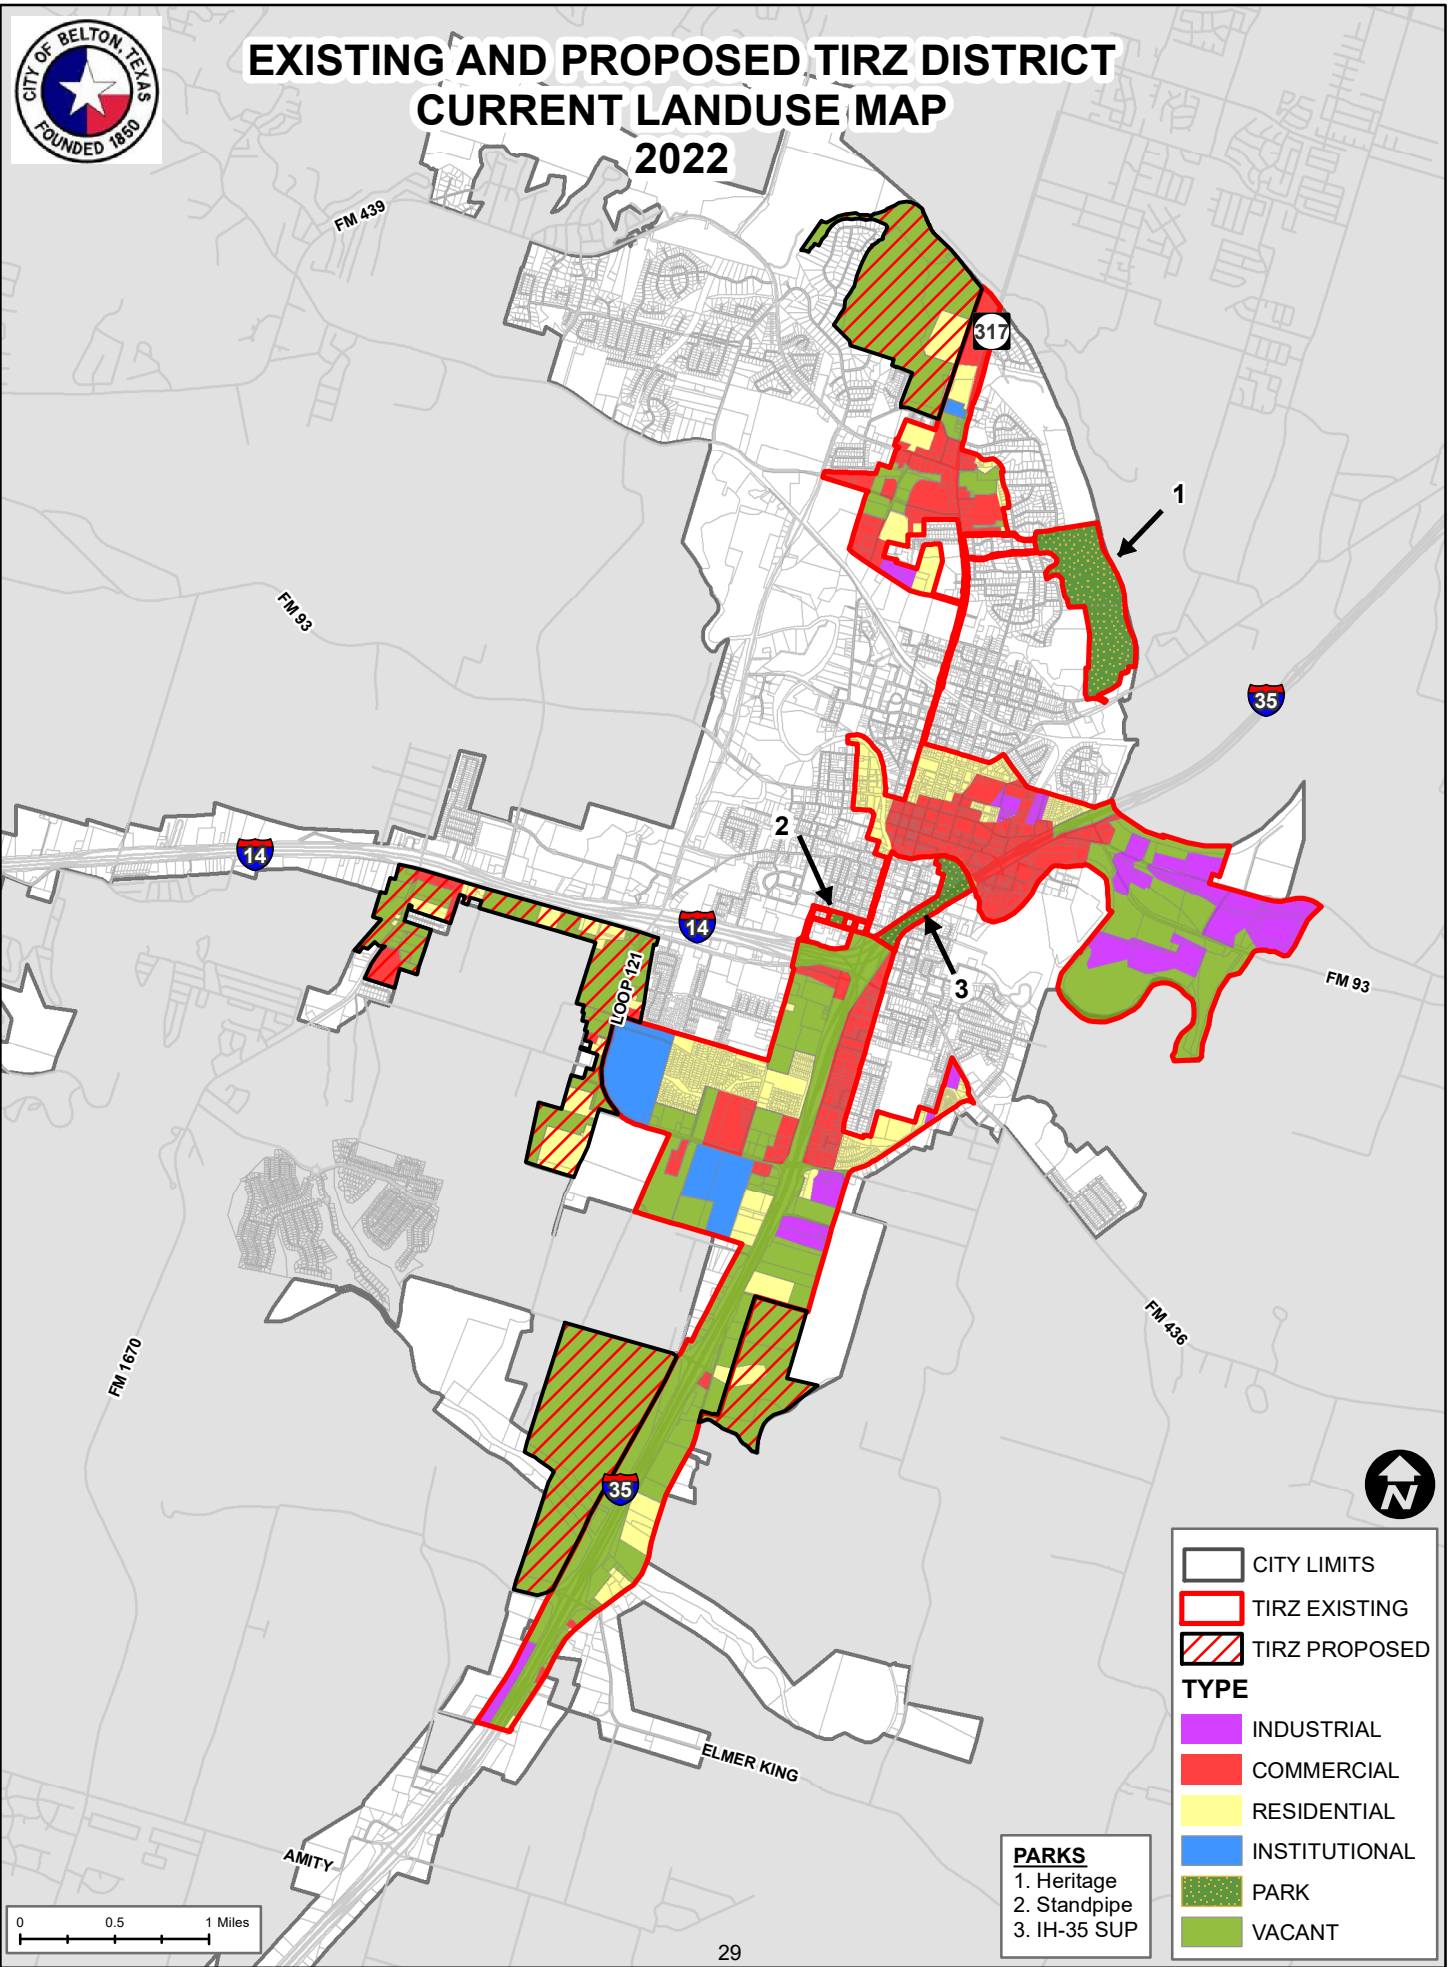 CITY OF BELTON, TEXAS
FOUNDED 1850
EXISTING AND PROPOSED TIRZ DISTRICT
CURRENT LANDUSE MAP
2022
FM 439
317
1
FM 93
35
2
14
14
3
FM 93
LOOP 121
FM 436
FM 1670
35
N
ELMER KING
AMITY
CITY LIMITS
TIRZ EXISTING
TIRZ PROPOSED
TYPE
INDUSTRIAL
COMMERCIAL
RESIDENTIAL
INSTITUTIONAL
PARK
VACANT
PARKS
1. Heritage
2. Standpipe
3. IH-35 SUP
0 0.5 1 Miles
29